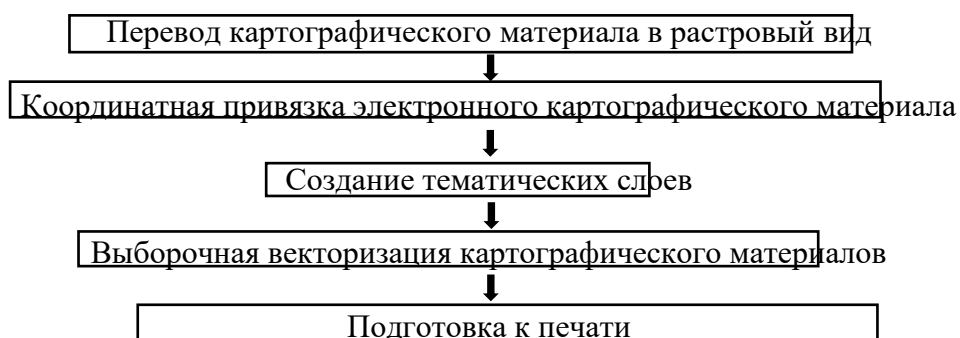 Перевод картографического материала в растровый вид
Координатная привязка электронного картографического материала
Создание тематических слоев
Выборочная векторизация картографического материалов
Подготовка к печати